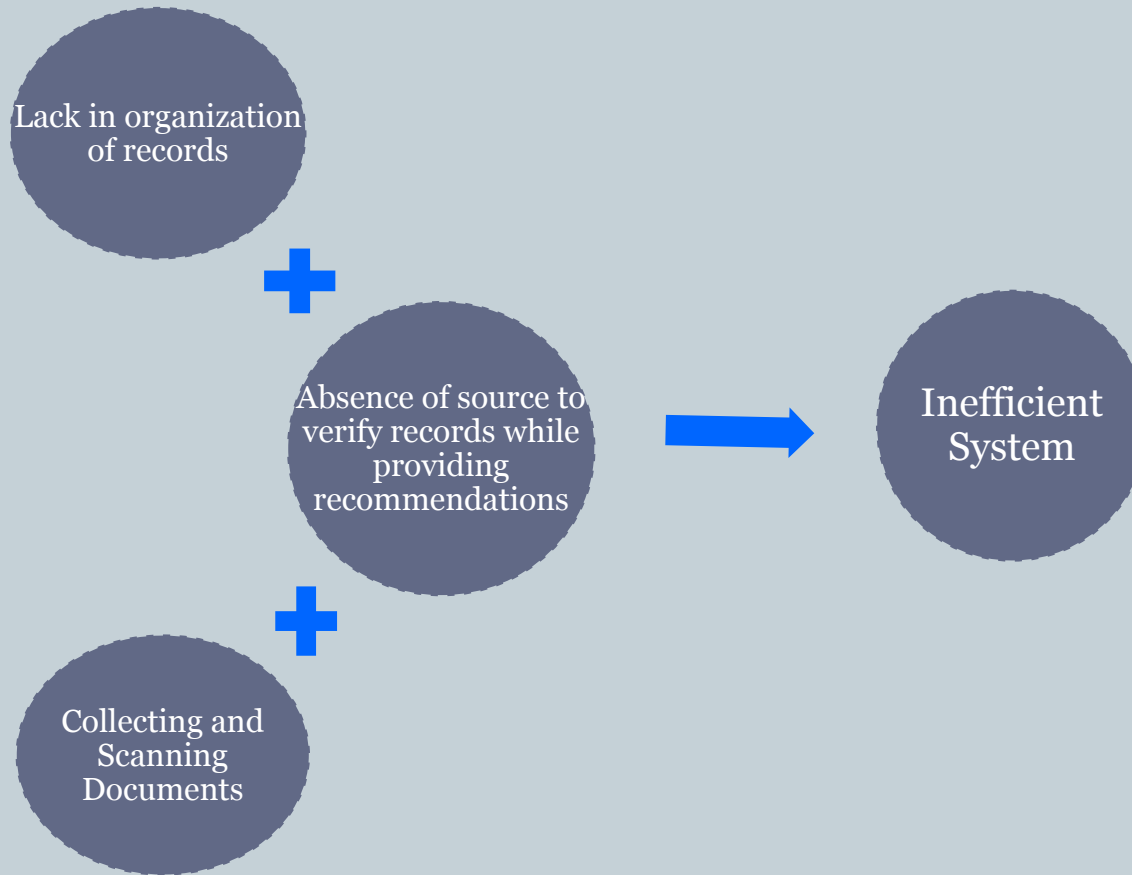 Lack in organization
of records
Absence of source to
verify records while
providing
recommendations
Inefficient
System
Collecting and
Scanning
Documents